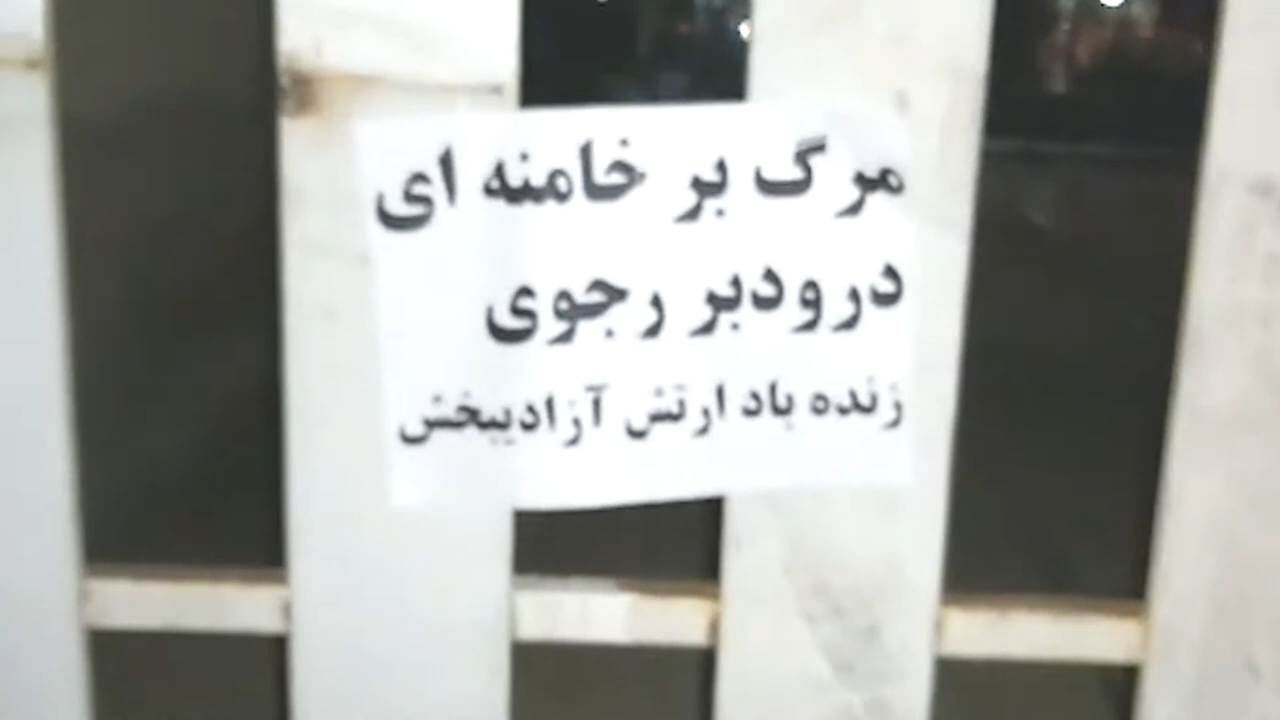 مرگ بر خامنه ای
درودبر رجوی
زنده باد ارتش آزادیبخش